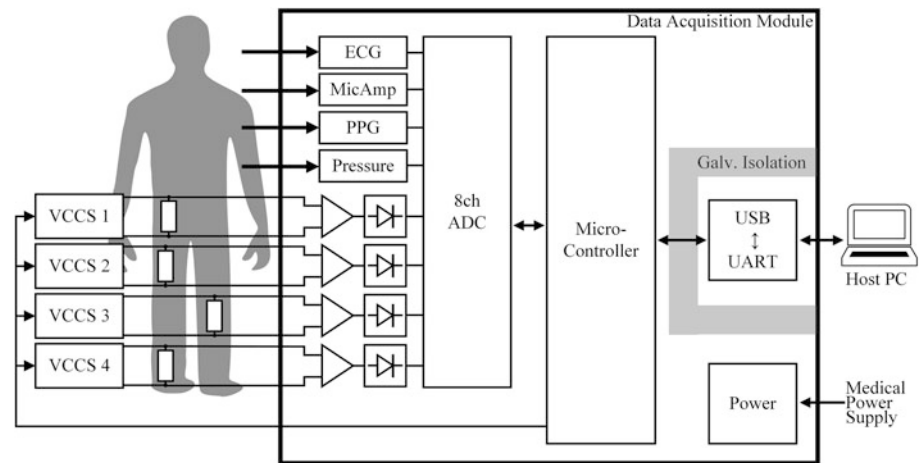 Data Acquisition Module
ECG
MicAmp
PPG
Pressure
VCCS 1
VCCS 2
VCCS 3
VCCS 4
8ch
ADC
Micro-
Controller
Galv. Isolation
USB
↕
UART
Host PC
Power
Medical
Power
Supply